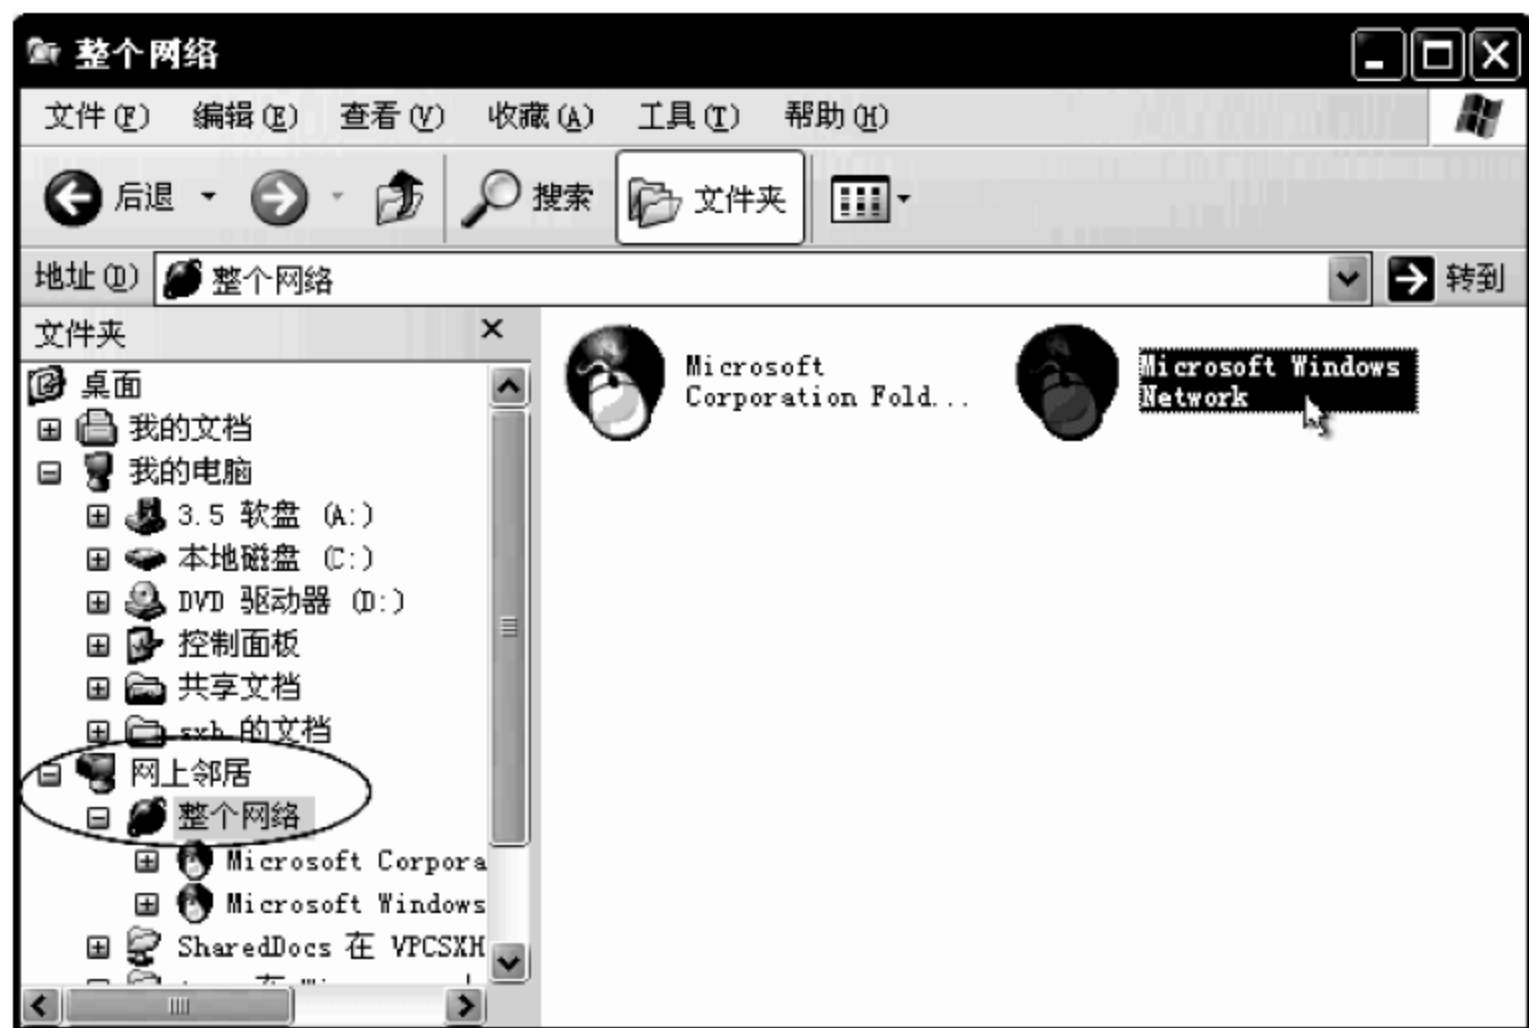 整个网络
文件(F) 编辑(E) 查看(V) 收藏(A) 工具(T) 帮助(H)
后退 搜索 文件夹
地址(D) 整个网络 转到
文件夹
桌面
我的文档
我的电脑
3.5 软盘 (A:)
本地磁盘 (C:)
DVD 驱动器 (D:)
控制面板
共享文档
sxh 的文档
网上邻居
整个网络
Microsoft Corpora
Microsoft Windows
SharedDocs 在 VPCSXH
Microsoft
Corporation Fold...
Microsoft Windows
Network